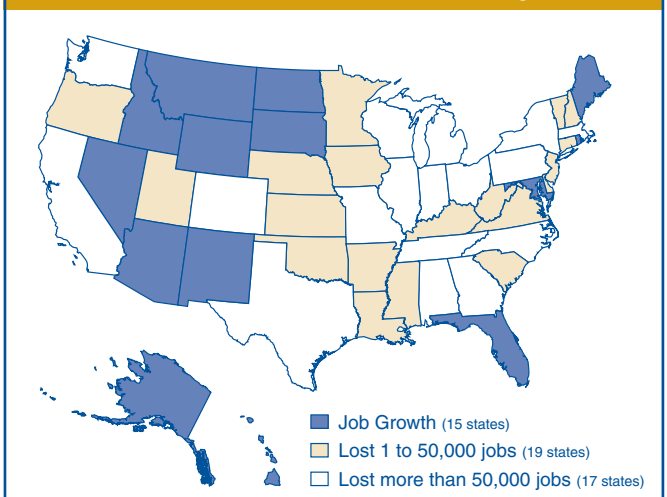 Job Growth (15 states)
Lost 1 to 50,000 jobs (19 states)
Lost more than 50,000 jobs (17 states)